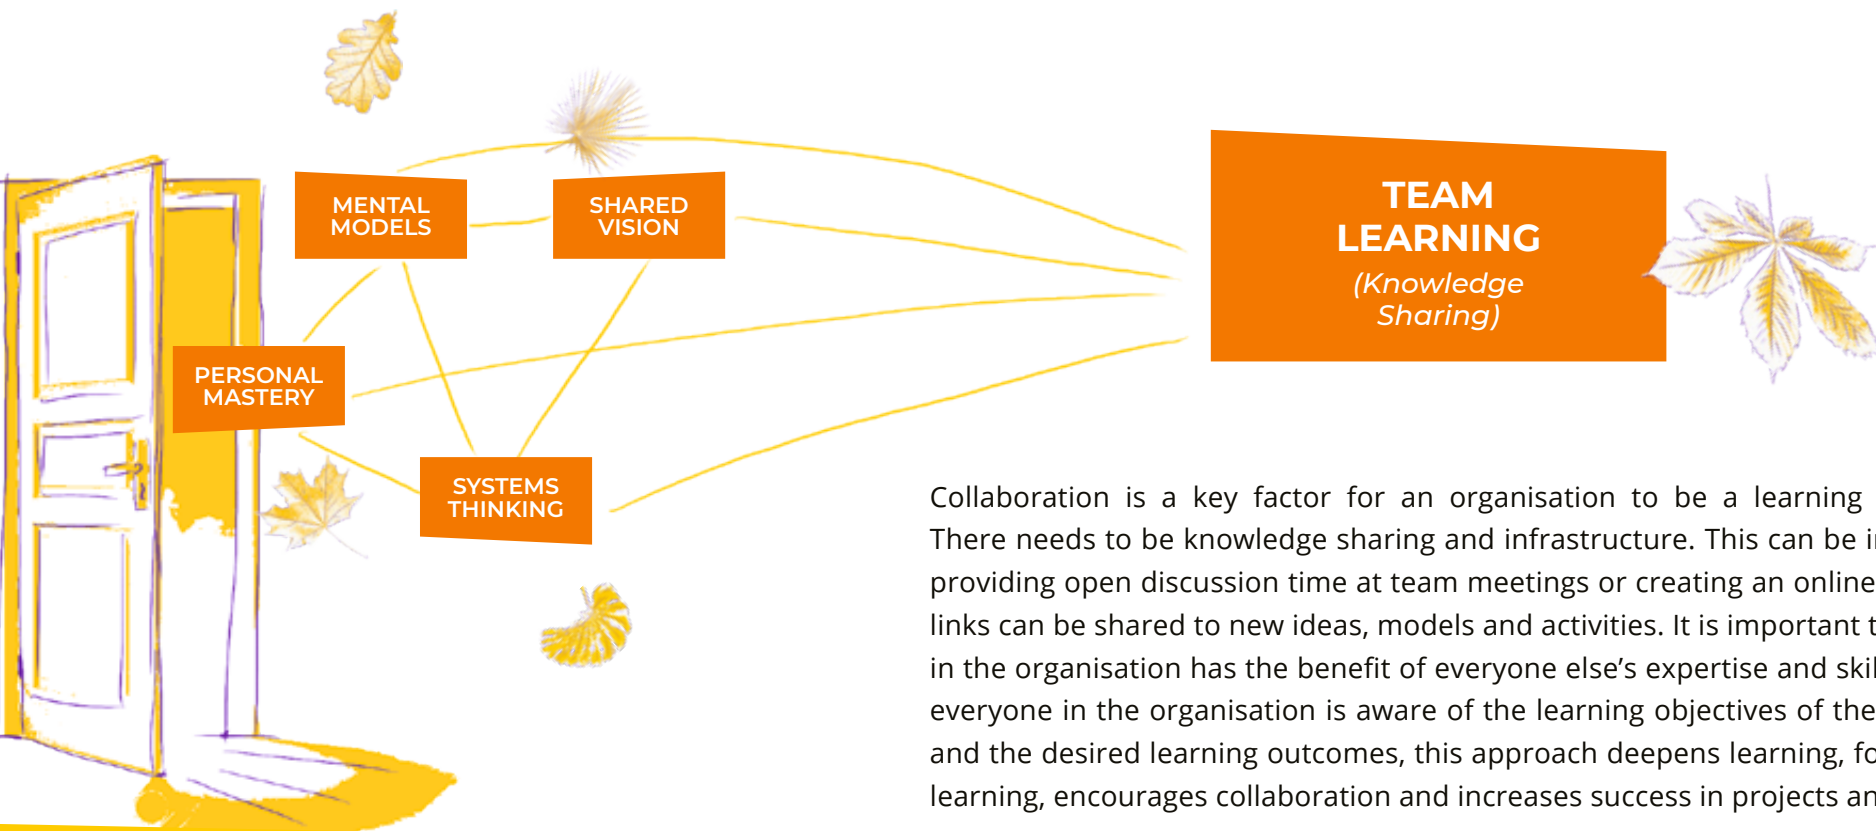 MENTAL
MODELS
SHARED
VISION
TEAM
LEARNING
(Knowledge
Sharing)
PERSONAL
MASTERY
SYSTEMS
THINKING
Collaboration is a key factor for an organisation to be a learning
There needs to be knowledge sharing and infrastructure. This can be
providing open discussion time at team meetings or creating an online
links can be shared to new ideas, models and activities. It is important
in the organisation has the benefit of everyone else’s expertise and
everyone in the organisation is aware of the learning objectives of the
and the desired learning outcomes, this approach deepens learning,
learning, encourages collaboration and increases success in projects